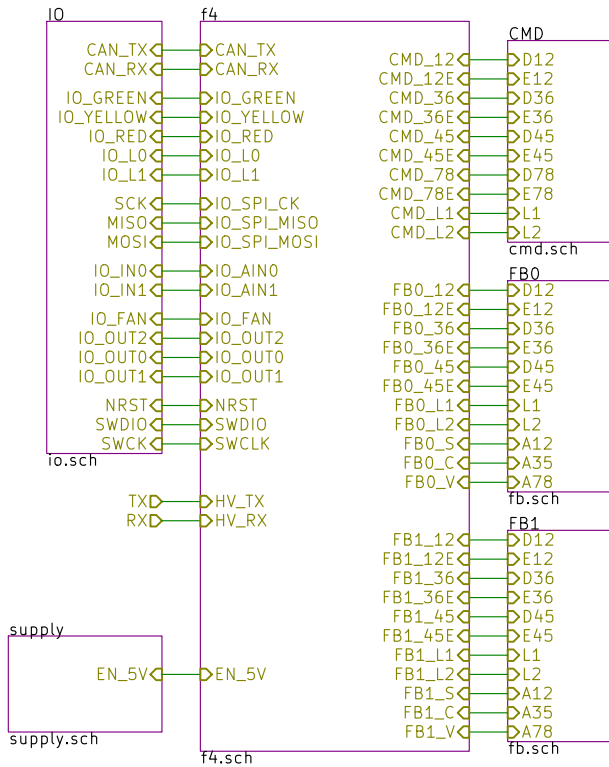 IO
CAN_TX
CAN_RX
IO_GREEN
IO_YELLOW
IO_RED
IO_L0
IO_L1
SCK
MISO
MOSI
IO_IN0
IO_IN1
IO_FAN
IO_OUT2
IO_OUT0
IO_OUT1
NRST
SWDIO
SWCK
io.sch
TX
RX
supply
EN_5V
supply.sch
f4
CAN_TX
CAN_RX
IO_GREEN
IO_YELLOW
IO_RED
IO_L0
IO_L1
IO_SPI_CK
IO_SPI_MISO
IO_SPI_MOSI
IO_AIN0
IO_AIN1
IO_FAN
IO_OUT2
IO_OUT0
IO_OUT1
NRST
SWDIO
SWCLK
HV_TX
HV_RX
EN_5V
CMD_12
CMD_12E
CMD_36
CMD_36E
CMD_45
CMD_45E
CMD_78
CMD_78E
CMD_L1
CMD_L2
FB0_12
FB0_12E
FB0_36
FB0_36E
FB0_45
FB0_45E
FB0_L1
FB0_L2
FB0_S
FB0_C
FB0_V
FB1_12
FB1_12E
FB1_36
FB1_36E
FB1_45
FB1_45E
FB1_L1
FB1_L2
FB1_S
FB1_C
FB1_V
f4.sch
CMD
D12
E12
D36
E36
D45
E45
D78
E78
L1
L2
cmd.sch
FB0
D12
E12
D36
E36
D45
E45
L1
L2
A12
A35
A78
fb.sch
FB1
D12
E12
D36
E36
D45
E45
L1
L2
A12
A35
A78
fb.sch